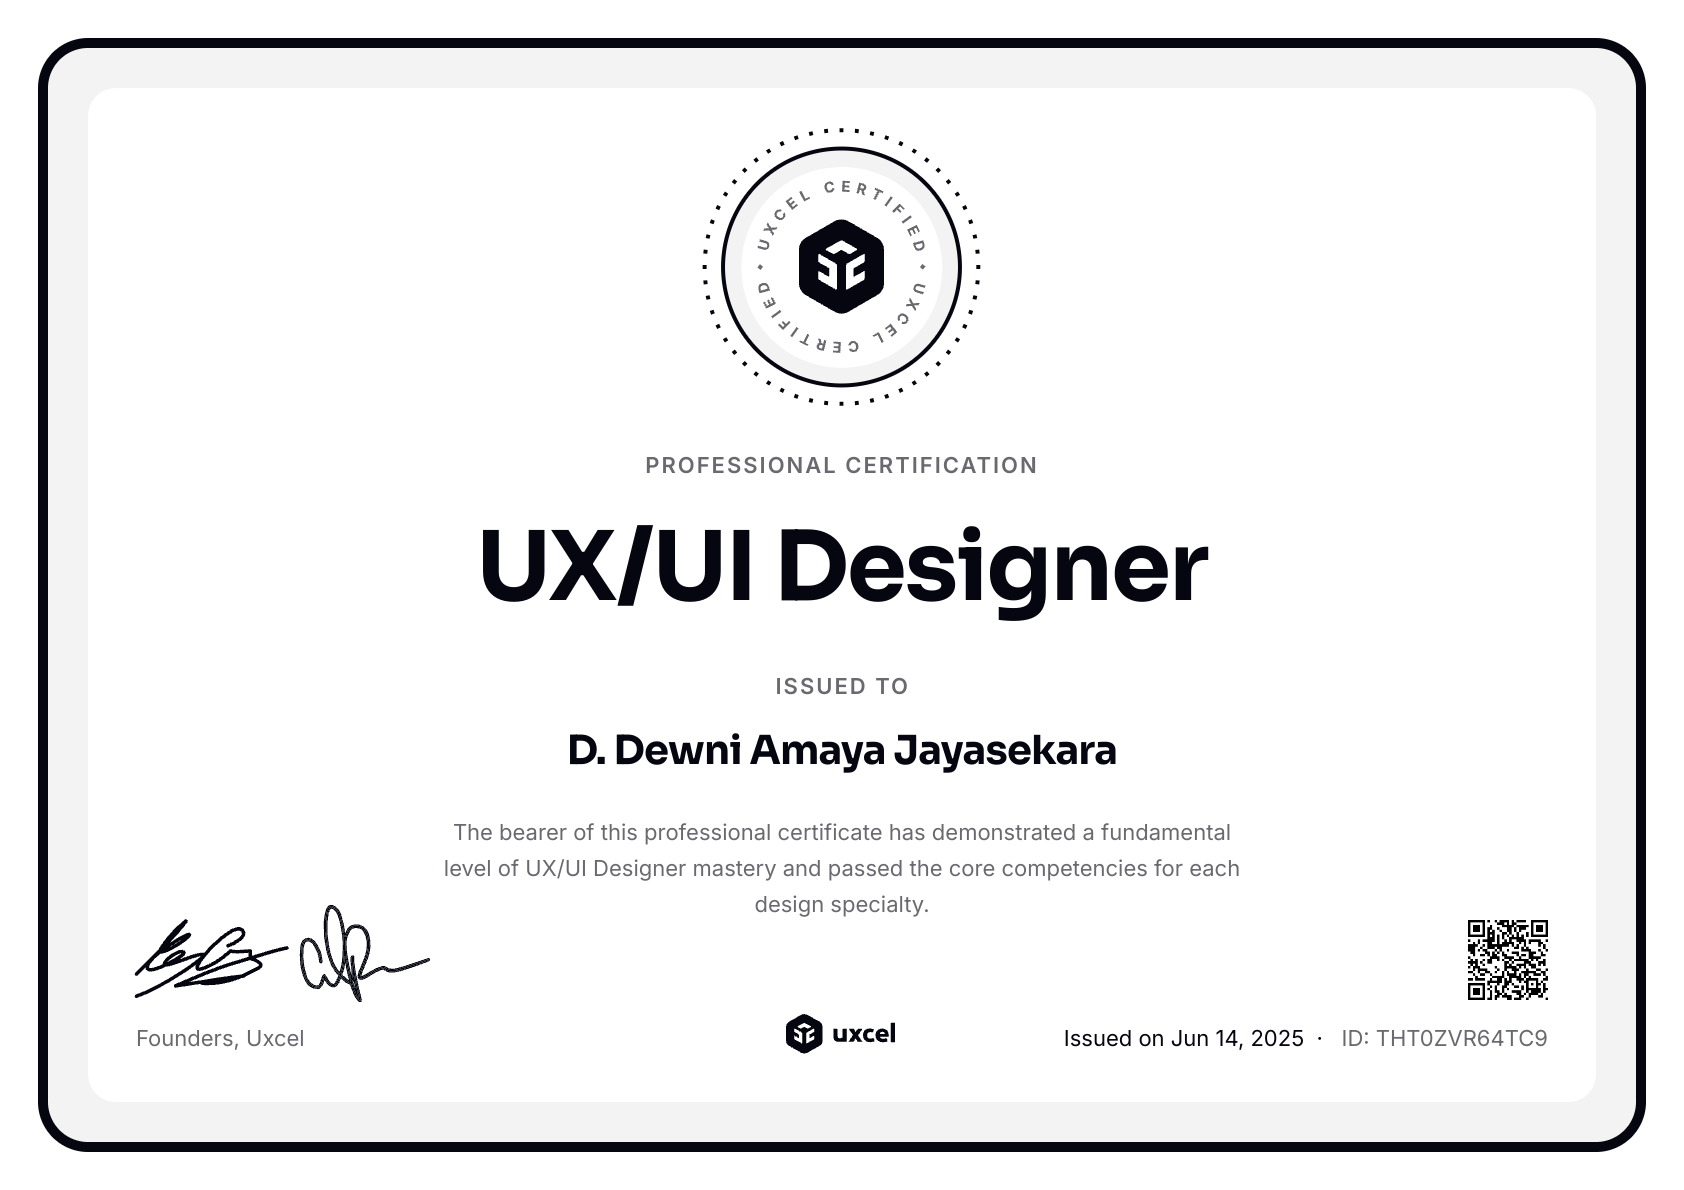 UXCEL CERTIFIED • UXCEL CERTIFIED •
PROFESSIONAL CERTIFICATION
UX/UI Designer
ISSUED TO
D. Dewni Amaya Jayasekara
The bearer of this professional certificate has demonstrated a fundamental
level of UX/UI Designer mastery and passed the core competencies for each
design specialty.
Founders, Uxcel
uxcel
Issued on Jun 14, 2025 · ID: THT0ZVR64TC9